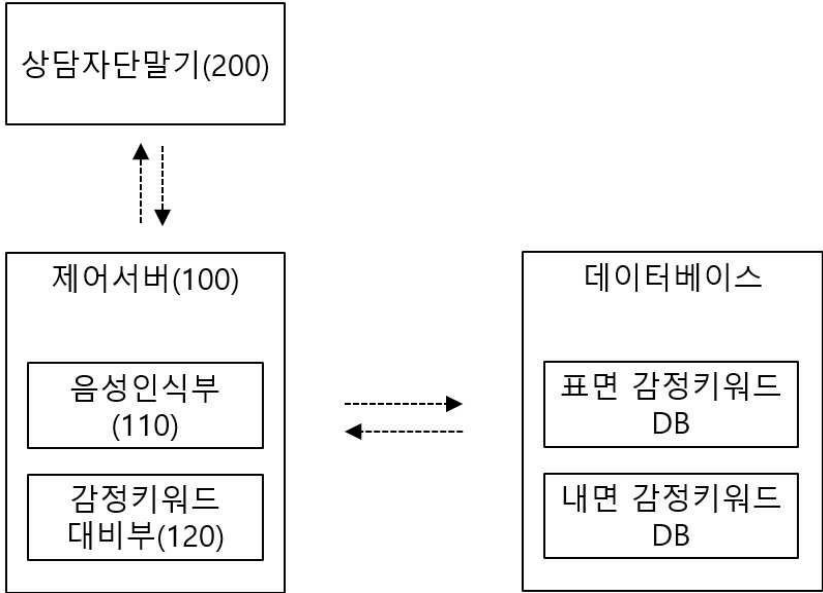 상담자단말기(200)
제어서버(100)
음성인식부
(110)
감정키워드
대비부(120)
데이터베이스
표면 감정키워드
DB
내면 감정키워드
DB